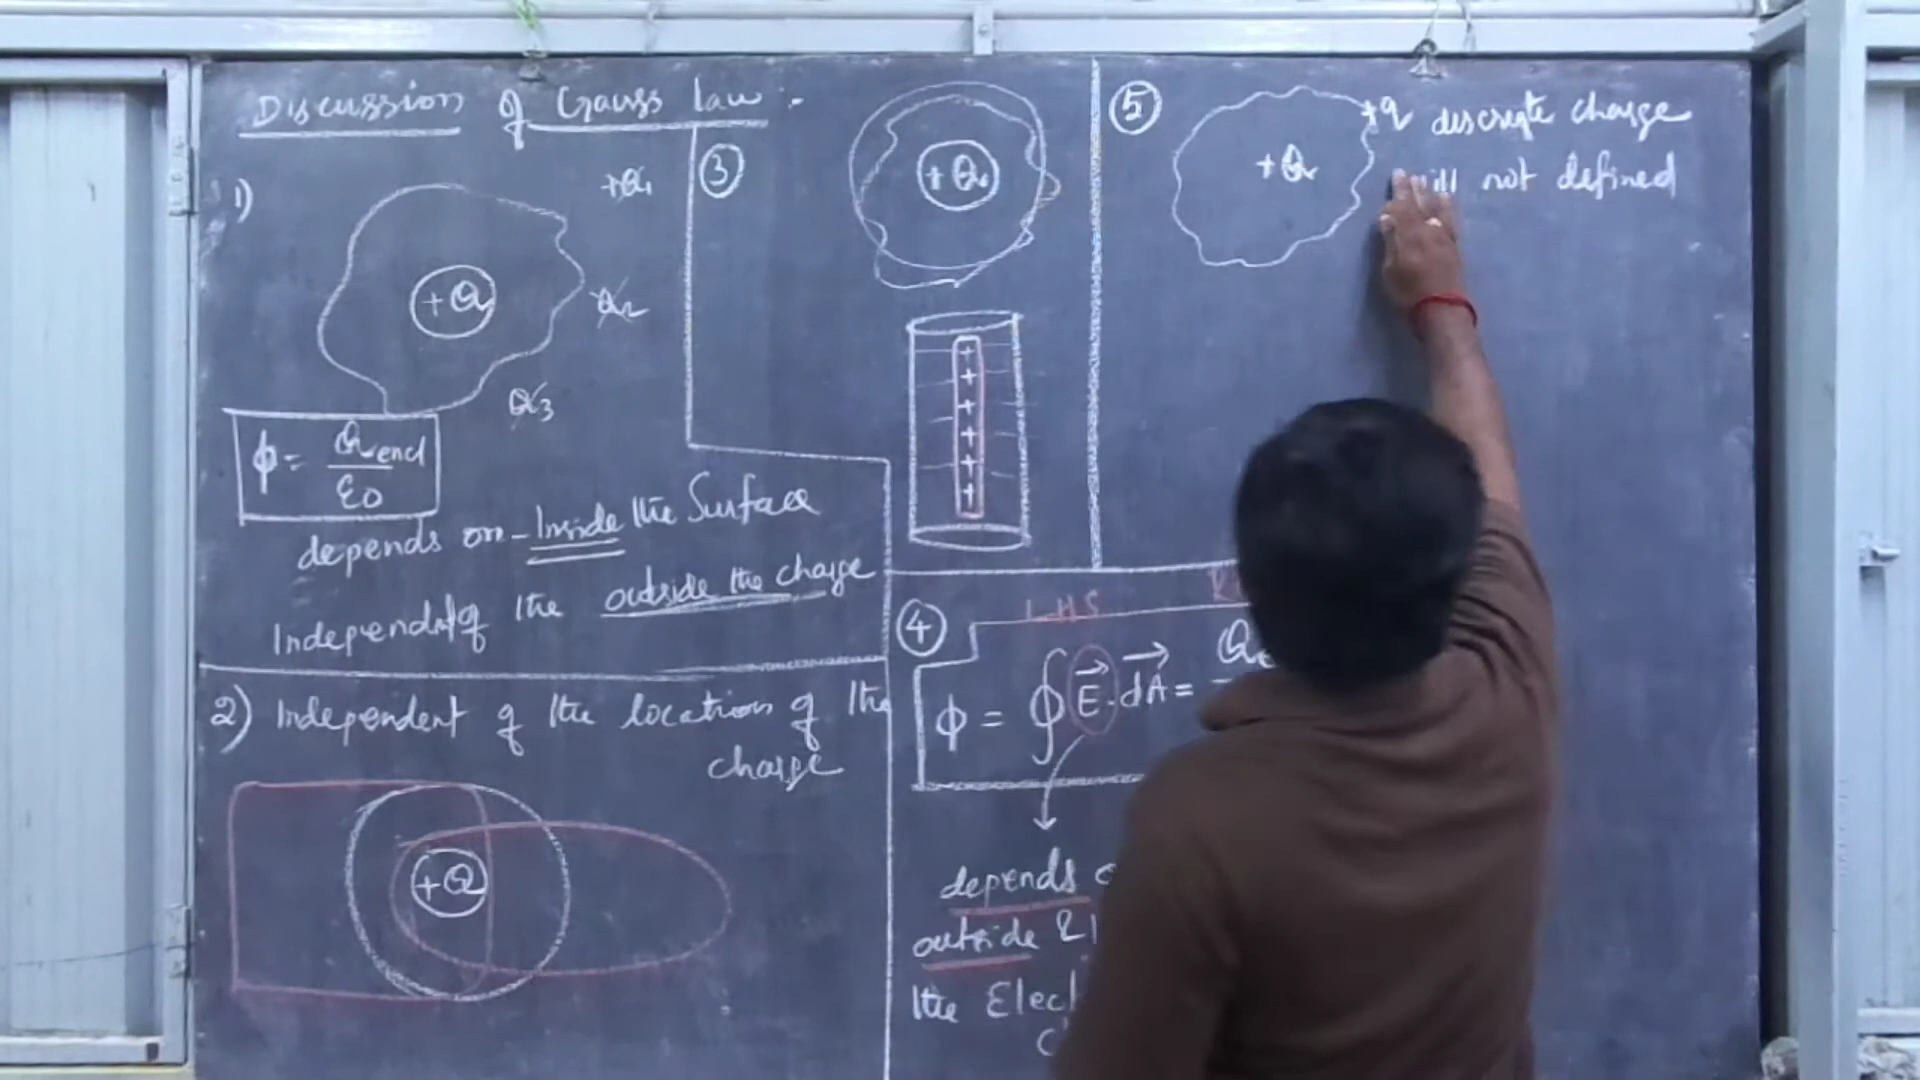 Discussion of Gauss law :-
1)
+Q1
+Q
Q2
Q3
ϕ = Qencl / ε0
depends on - Inside the Surface
Independent of the outside the charge
2) Independent of the locations of the
charge
+Q
3
+Q
+ + + + + +
4
LHS
ϕ = ∮ E⃗ . dA⃗ =
depends
outside &
the Elec
5
+q discrete charge
+Q
will not defined